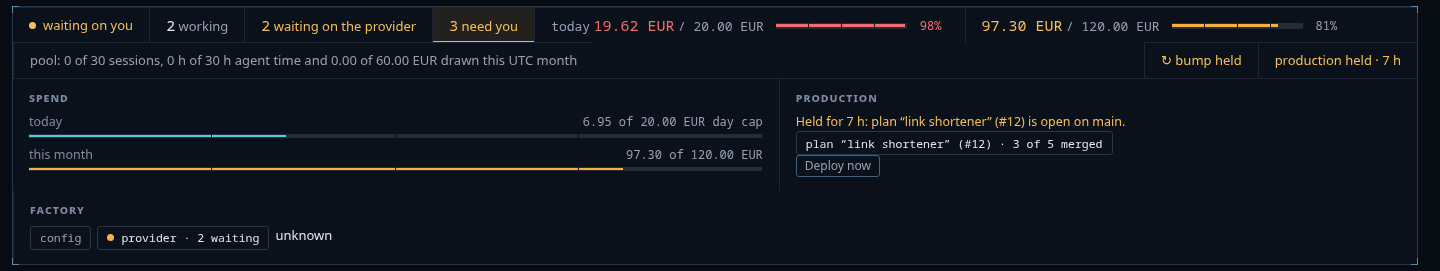 waiting on you 2 working 2 waiting on the provider 3 need you today 19.62 EUR / 20.00 EUR 98% 97.30 EUR / 120.00 EUR 81%
pool: 0 of 30 sessions, 0 h of 30 h agent time and 0.00 of 60.00 EUR drawn this UTC month ↻ bump held production held · 7 h
SPEND
today 6.95 of 20.00 EUR day cap
this month 97.30 of 120.00 EUR
PRODUCTION
Held for 7 h: plan “link shortener” (#12) is open on main.
plan “link shortener” (#12) · 3 of 5 merged
Deploy now
FACTORY
config provider · 2 waiting unknown